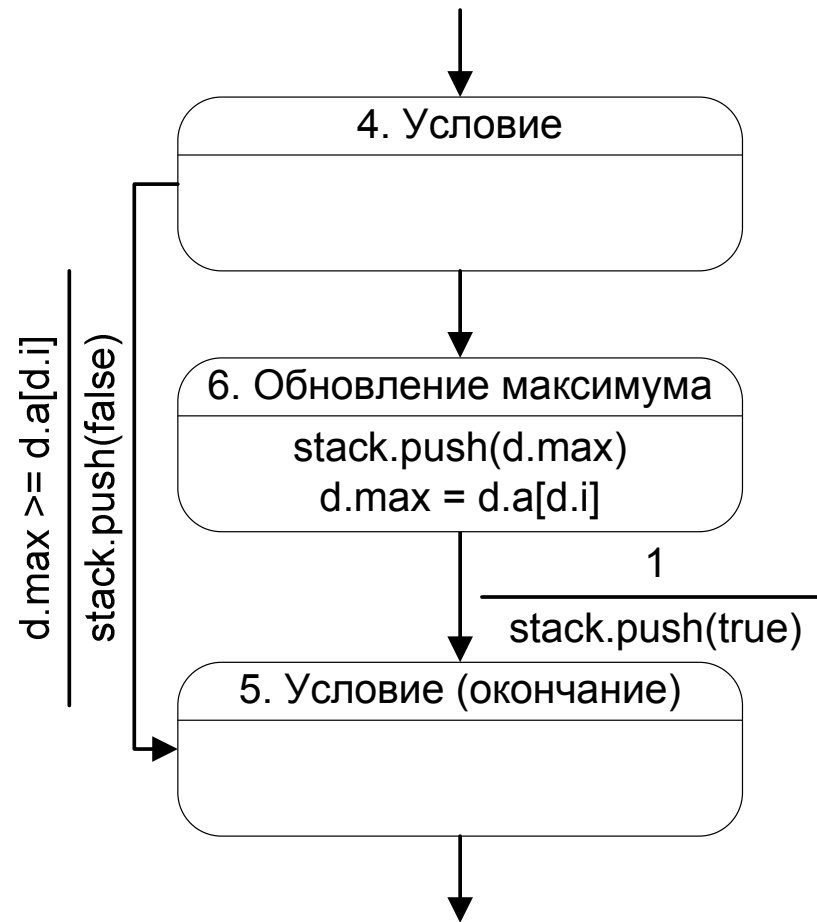 4. Условие
d.max >= d.a[d.i]
stack.push(false)
6. Обновление максимума
stack.push(d.max)
d.max = d.a[d.i]
1
stack.push(true)
5. Условие (окончание)